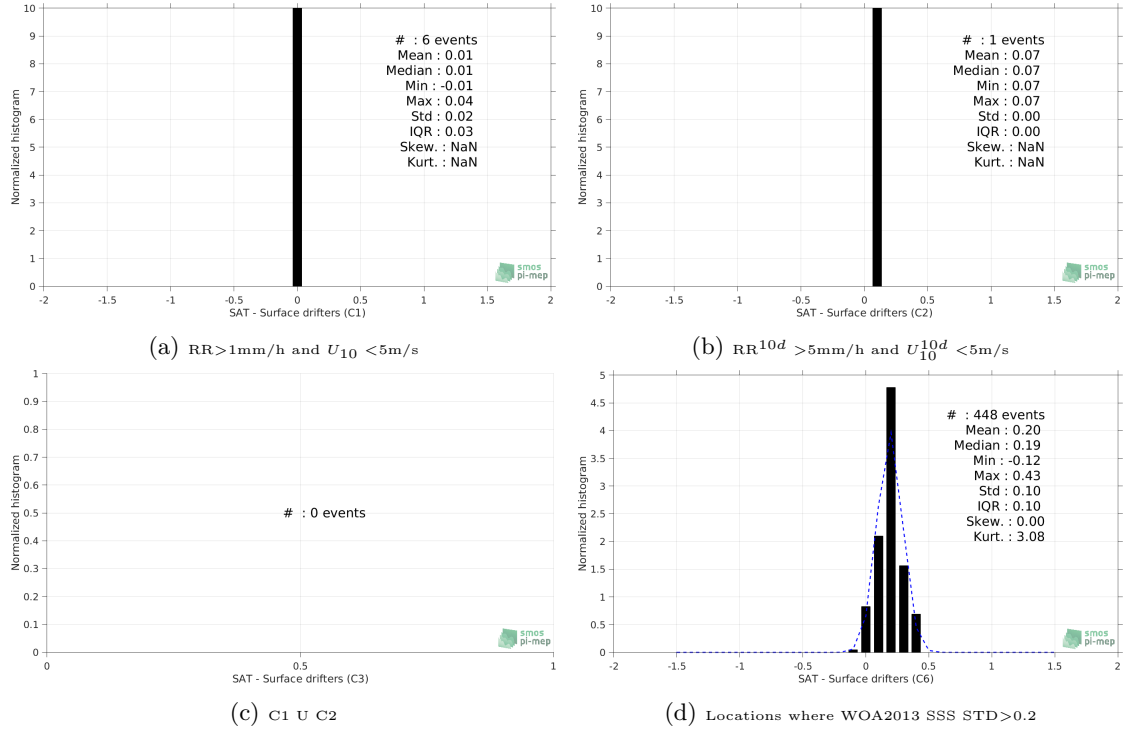 10
9
8
7
6
5
4
3
2
1
0
Normalized histogram
# : 6 events
Mean : 0.01
Median : 0.01
Min : -0.01
Max : 0.04
Std : 0.02
IQR : 0.03
Skew. : NaN
Kurt. : NaN
smos
pi-mep
-2 -1.5 -1 -0.5 0 0.5 1 1.5 2
SAT - Surface drifters (C1)
(a) RR>1mm/h and U10 <5m/s
10
9
8
7
6
5
4
3
2
1
0
Normalized histogram
# : 1 events
Mean : 0.07
Median : 0.07
Min : 0.07
Max : 0.07
Std : 0.00
IQR : 0.00
Skew. : NaN
Kurt. : NaN
smos
pi-mep
-2 -1.5 -1 -0.5 0 0.5 1 1.5 2
SAT - Surface drifters (C2)
(b) RR^10d >5mm/h and U_10^10d <5m/s
1
0.9
0.8
0.7
0.6
0.5
0.4
0.3
0.2
0.1
0
Normalized histogram
# : 0 events
smos
pi-mep
0 0.5 1
SAT - Surface drifters (C3)
(c) C1 U C2
5
4.5
4
3.5
3
2.5
2
1.5
1
0.5
0
Normalized histogram
# : 448 events
Mean : 0.20
Median : 0.19
Min : -0.12
Max : 0.43
Std : 0.10
IQR : 0.10
Skew. : 0.00
Kurt. : 3.08
smos
pi-mep
-2 -1.5 -1 -0.5 0 0.5 1 1.5 2
SAT - Surface drifters (C6)
(d) Locations where WOA2013 SSS STD>0.2